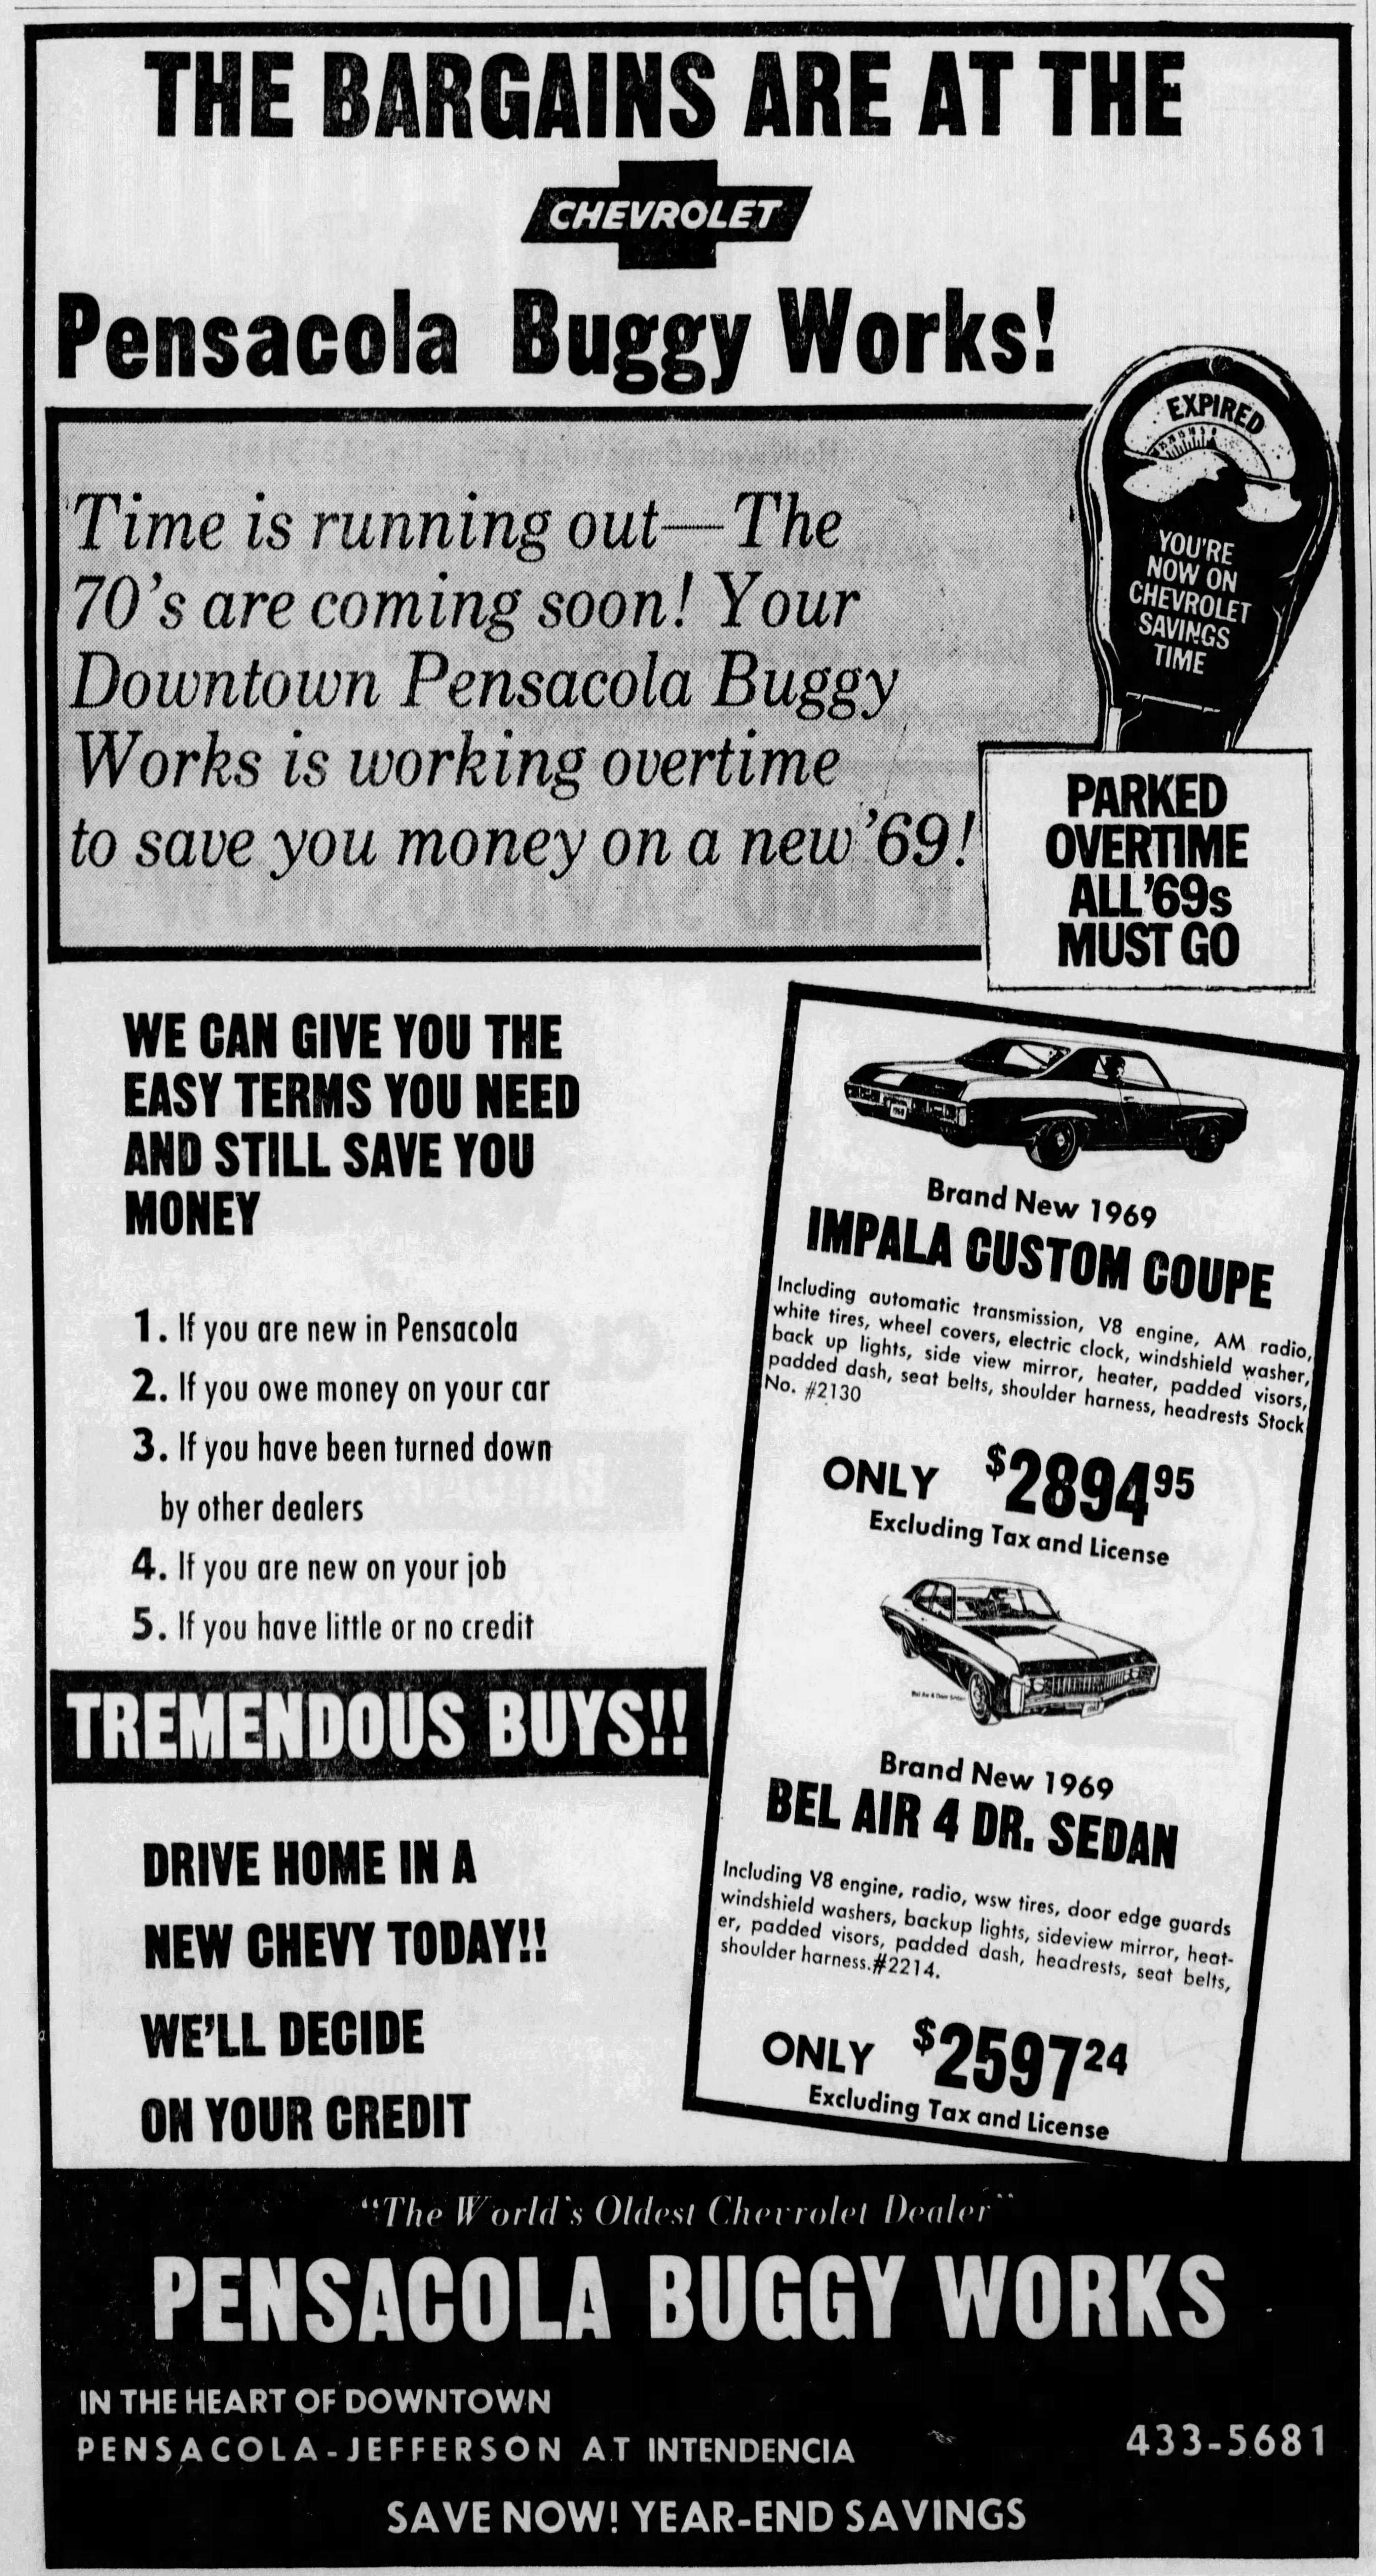 THE BARGAINS ARE AT THE
CHEVROLET
Pensacola Buggy Works!
EXPIRED
YOU'RE
NOW ON
CHEVROLET
SAVINGS
TIME
Time is running out—The
70's are coming soon! Your
Downtown Pensacola Buggy
Works is working overtime
to save you money on a new '69!
PARKED
OVERTIME
ALL '69s
MUST GO
WE CAN GIVE YOU THE
EASY TERMS YOU NEED
AND STILL SAVE YOU
MONEY
1. If you are new in Pensacola
2. If you owe money on your car
3. If you have been turned down
by other dealers
4. If you are new on your job
5. If you have little or no credit
TREMENDOUS BUYS!!
DRIVE HOME IN A
NEW CHEVY TODAY!!
WE'LL DECIDE
ON YOUR CREDIT
Brand New 1969
IMPALA CUSTOM COUPE
Including automatic transmission, V8 engine, AM radio,
white tires, wheel covers, electric clock, windshield washer,
back up lights, side view mirror, heater, padded visors,
padded dash, seat belts, shoulder harness, headrests Stock
No. #2130
ONLY $2894 95
Excluding Tax and License
Brand New 1969
BEL AIR 4 DR. SEDAN
Including V8 engine, radio, wsw tires, door edge guards
windshield washers, backup lights, sideview mirror, heat-
er, padded visors, padded dash, headrests, seat belts,
shoulder harness.#2214.
ONLY $2597 24
Excluding Tax and License
"The World's Oldest Chevrolet Dealer"
PENSACOLA BUGGY WORKS
IN THE HEART OF DOWNTOWN
PENSACOLA-JEFFERSON AT INTENDENCIA
433-5681
SAVE NOW! YEAR-END SAVINGS